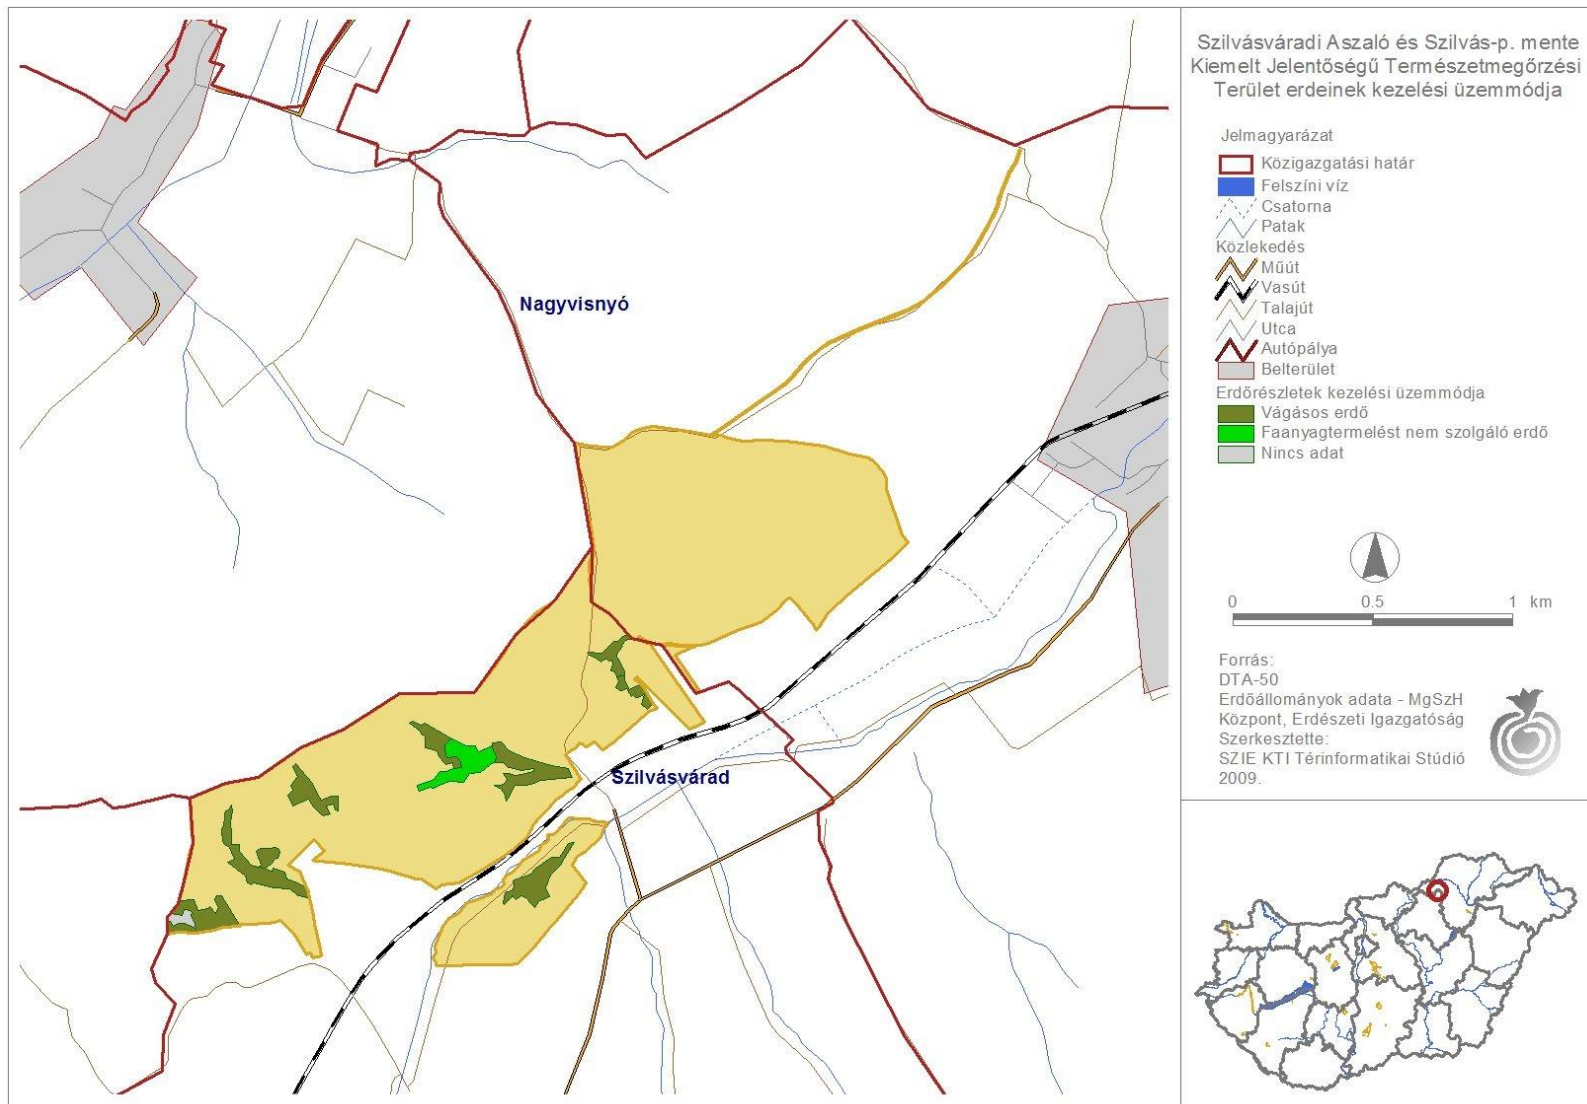 Szilvásváradi Aszaló és Szilvás-p. mente
Kiemelt Jelentőségű Természetmegőrzési
Terület erdeinek kezelési üzemmódja
Jelmagyarázat
Közigazgatási határ
Felszíni víz
Csatorna
Patak
Közlekedés
Műút
Vasút
Talajút
Utca
Autópálya
Belterület
Erdőrészletek kezelési üzemmódja
Vágásos erdő
Faanyagtermelést nem szolgáló erdő
Nincs adat
0 0.5 1 km
Forrás:
DTA-50
Erdőállományok adata - MgSzH
Központ, Erdészeti Igazgatóság
Szerkesztette:
SZIE KTI Térinformatikai Stúdió
2009.
Nagyvisnyó
Szilvásvárad